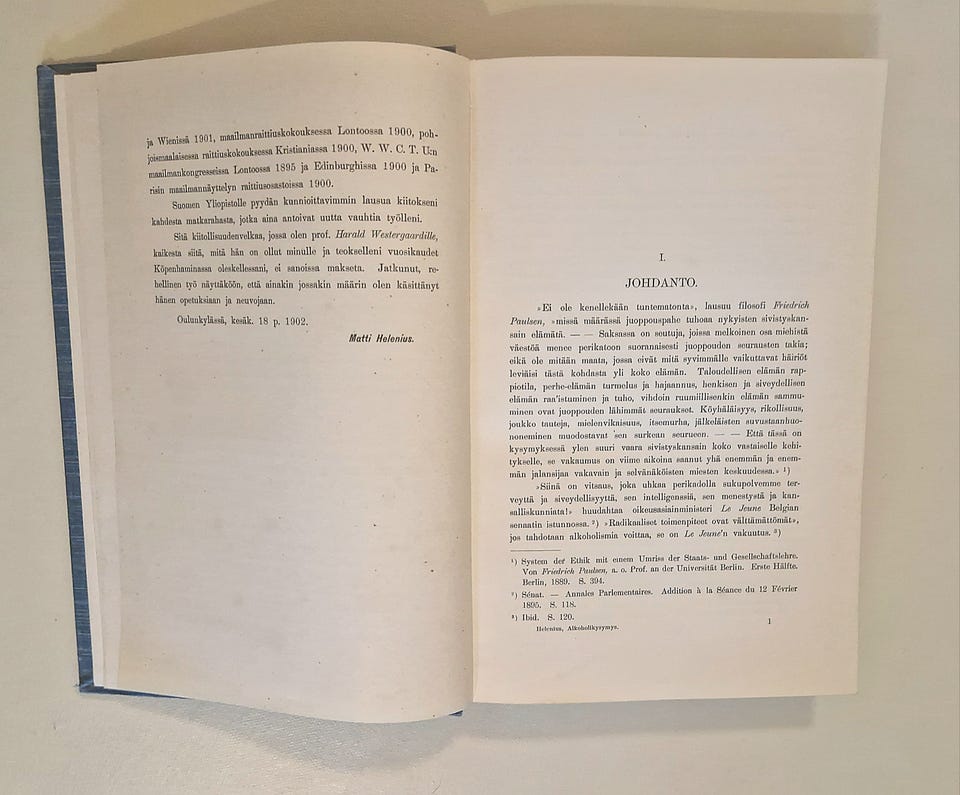 ja Wienissä 1901, maailmanraittiuskokouksessa Lontoossa 1900, poh-
joismaalaisessa raittiuskokouksessa Kristianiassa 1900, W. W. C. T. U:n
maailmankongresseissa Lontoossa 1895 ja Edinburghissa 1900 ja Pa-
risin maailmannäyttelyn raittiusosastoissa 1900.
Suomen Yliopistolle pyydän kunnioittavimmin lausua kiitokseni
kahdesta matkarahasta, jotka aina antoivat uutta vauhtia työlleni.
Sitä kiitollisuudenvelkaa, jossa olen prof. Harald Westergaardille,
kaikesta siitä, mitä hän on ollut minulle ja teokselleni vuosikaudet
Köpenhaminassa oleskellessani, ei sanoissa makseta. Jatkunut, re-
hellinen työ näyttäköön, että ainakin jossakin määrin olen käsittänyt
hänen opetuksiaan ja neuvojaan.
Oulunkylässä, kesäk. 18 p. 1902.
Matti Helenius.
I.
JOHDANTO.
»Ei ole kenellekään tuntematonta», lausuu filosofi Friedrich
Paulsen, »missä määrässä juoppouspahe tuhoaa nykyisten sivistyskan-
sain elämätä. — — Saksassa on seutuja, joissa melkoinen osa miehistä
väestöä menee perikatoon suoranaisesti juoppouden seurausten takia;
eikä ole mitään maata, jossa eivät mitä syvimmälle vaikuttavat häiriöt
leviäisi tästä kohdasta yli koko elämän. Taloudellisen elämän rap-
piotila, perhe-elämän turmelus ja hajaannus, henkisen ja siveydellisen
elämän raa'istuminen ja tuho, vihdoin ruumiillisenkin elämän sammu-
minen ovat juoppouden lähimmät seuraukset. Köyhäläisyys, rikollisuus,
joukko tauteja, mielenvikaisuus, itsemurha, jälkeläisten suvustaanhuo-
noneminen muodostavat sen surkean seurueen. — — Että tässä on
kysymyksessä ylen suuri vaara sivistyskansain koko vastaiselle kehi-
tykselle, se vakaumus on viime aikoina saanut yhä enemmän ja enem-
män jalansijaa vakavain ja selvänäköisten miesten keskuudessa.» ¹)
»Siinä on vitsaus, joka uhkaa perikadolla sukupolvemme ter-
veyttä ja siveydellisyyttä, sen intelligenssiä, sen menestystä ja kan-
salliskunniata!» huudahtaa oikeusasiainministeri Le Jeune Belgian
senaatin istunnossa. ²) »Radikaaliset toimenpiteet ovat välttämättömät»,
jos tahdotaan alkoholismia voittaa, se on Le Jeune'n vakuutus. ³)
¹) System der Ethik mit einem Umriss der Staats- und Gesellschaftslehre.
Von Friedrich Paulsen, a. o. Prof. an der Universität Berlin. Erste Hälfte.
Berlin, 1889. S. 394.
²) Sénat. — Annales Parlementaires. Addition à la Séance du 12 Février
1895. S. 118.
³) Ibid. S. 120.
Helenius, Alkoholikysymys.
1